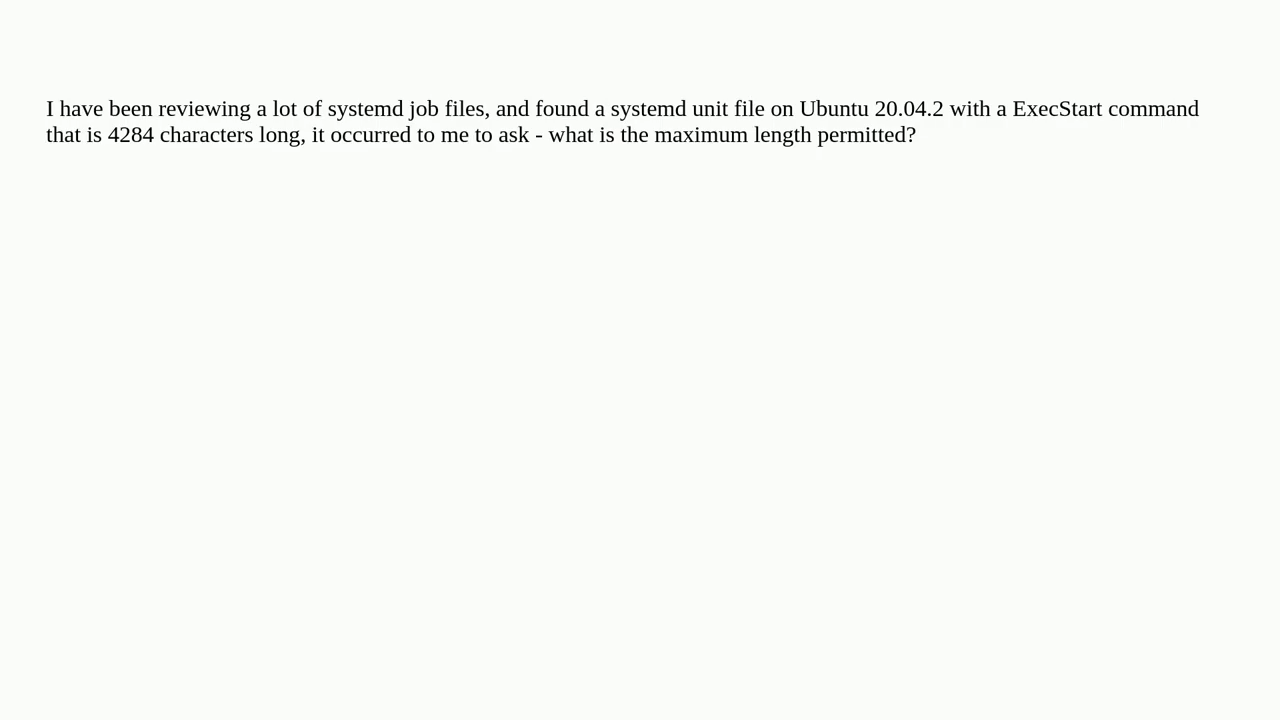 I have been reviewing a lot of systemd job files, and found a systemd unit file on Ubuntu 20.04.2 with a ExecStart command
that is 4284 characters long, it occurred to me to ask - what is the maximum length permitted?